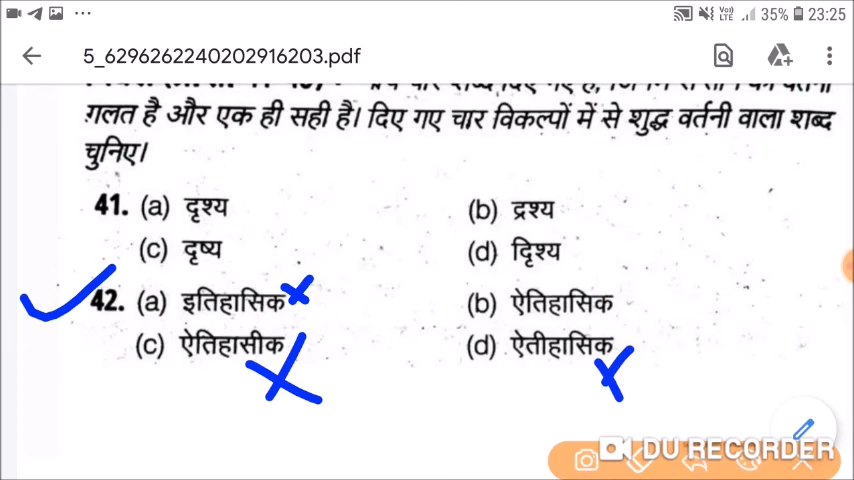 35% 23:25
5_6296262240202916203.pdf
ग़लत है और एक ही सही है। दिए गए चार विकल्पों में से शुद्ध वर्तनी वाला शब्द
चुनिए।
41. (a) दृश्य (b) द्रश्य
(c) दृष्य (d) द्रिश्य
42. (a) इतिहासिक (b) ऐतिहासिक
(c) ऐतिहासीक (d) ऐतीहासिक
DU RECORDER